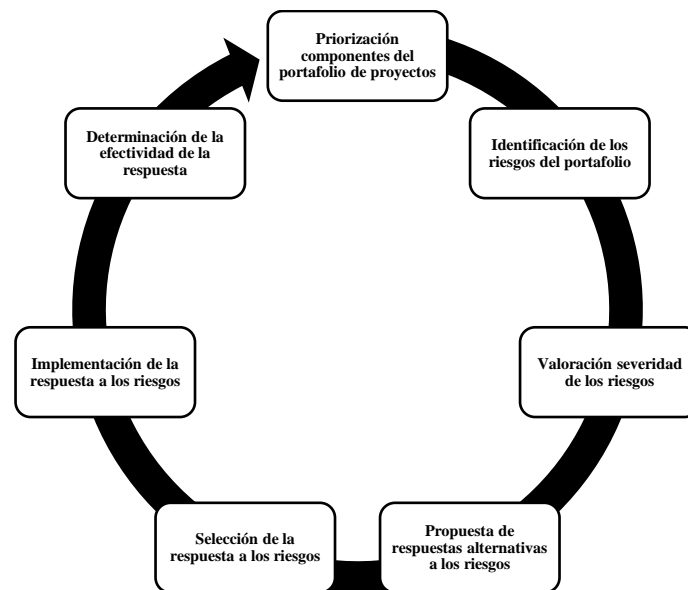 Priorización
componentes del
portafolio de proyectos
Identificación de los
riesgos del portafolio
Valoración severidad
de los riesgos
Propuesta de
respuestas alternativas
a los riesgos
Selección de la
respuesta a los riesgos
Implementación de la
respuesta a los riesgos
Determinación de la
efectividad de la
respuesta